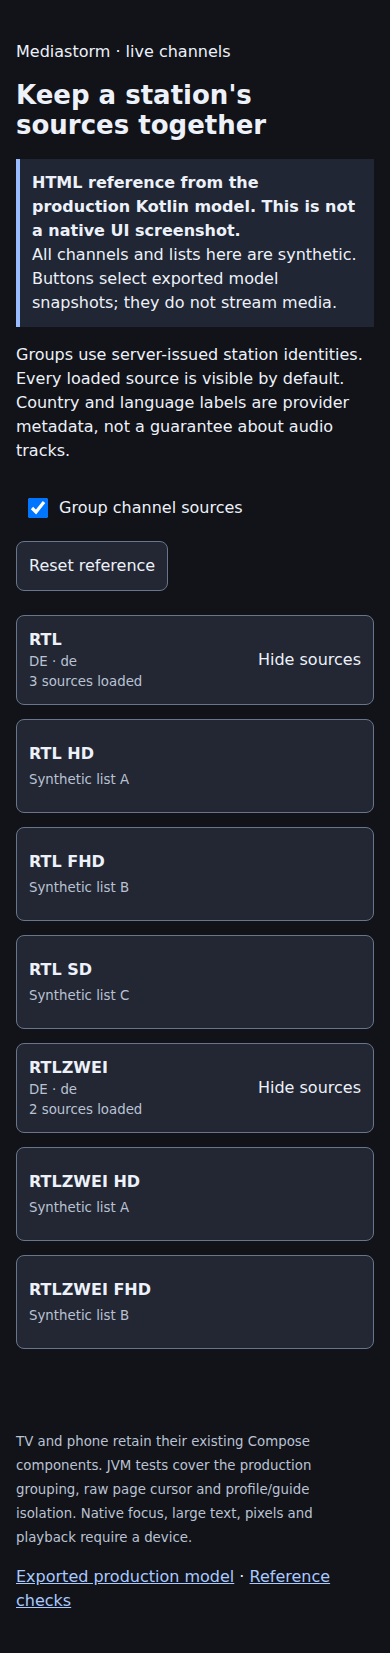 Mediastorm · live channels
Keep a station's
sources together
HTML reference from the
production Kotlin model. This is not
a native UI screenshot.
All channels and lists here are synthetic.
Buttons select exported model
snapshots; they do not stream media.
Groups use server-issued station identities.
Every loaded source is visible by default.
Country and language labels are provider
metadata, not a guarantee about audio
tracks.
Group channel sources
Reset reference
RTL
DE · de
3 sources loaded
Hide sources
RTL HD
Synthetic list A
RTL FHD
Synthetic list B
RTL SD
Synthetic list C
RTLZWEI
DE · de
2 sources loaded
Hide sources
RTLZWEI HD
Synthetic list A
RTLZWEI FHD
Synthetic list B
TV and phone retain their existing Compose
components. JVM tests cover the production
grouping, raw page cursor and profile/guide
isolation. Native focus, large text, pixels and
playback require a device.
Exported production model · Reference
checks